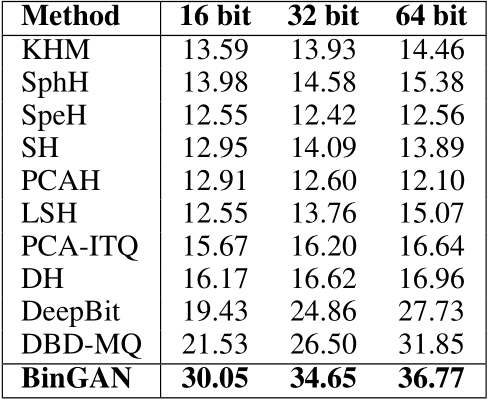 Method 16 bit 32 bit 64 bit
KHM 13.59 13.93 14.46
SphH 13.98 14.58 15.38
SpeH 12.55 12.42 12.56
SH 12.95 14.09 13.89
PCAH 12.91 12.60 12.10
LSH 12.55 13.76 15.07
PCA-ITQ 15.67 16.20 16.64
DH 16.17 16.62 16.96
DeepBit 19.43 24.86 27.73
DBD-MQ 21.53 26.50 31.85
BinGAN 30.05 34.65 36.77